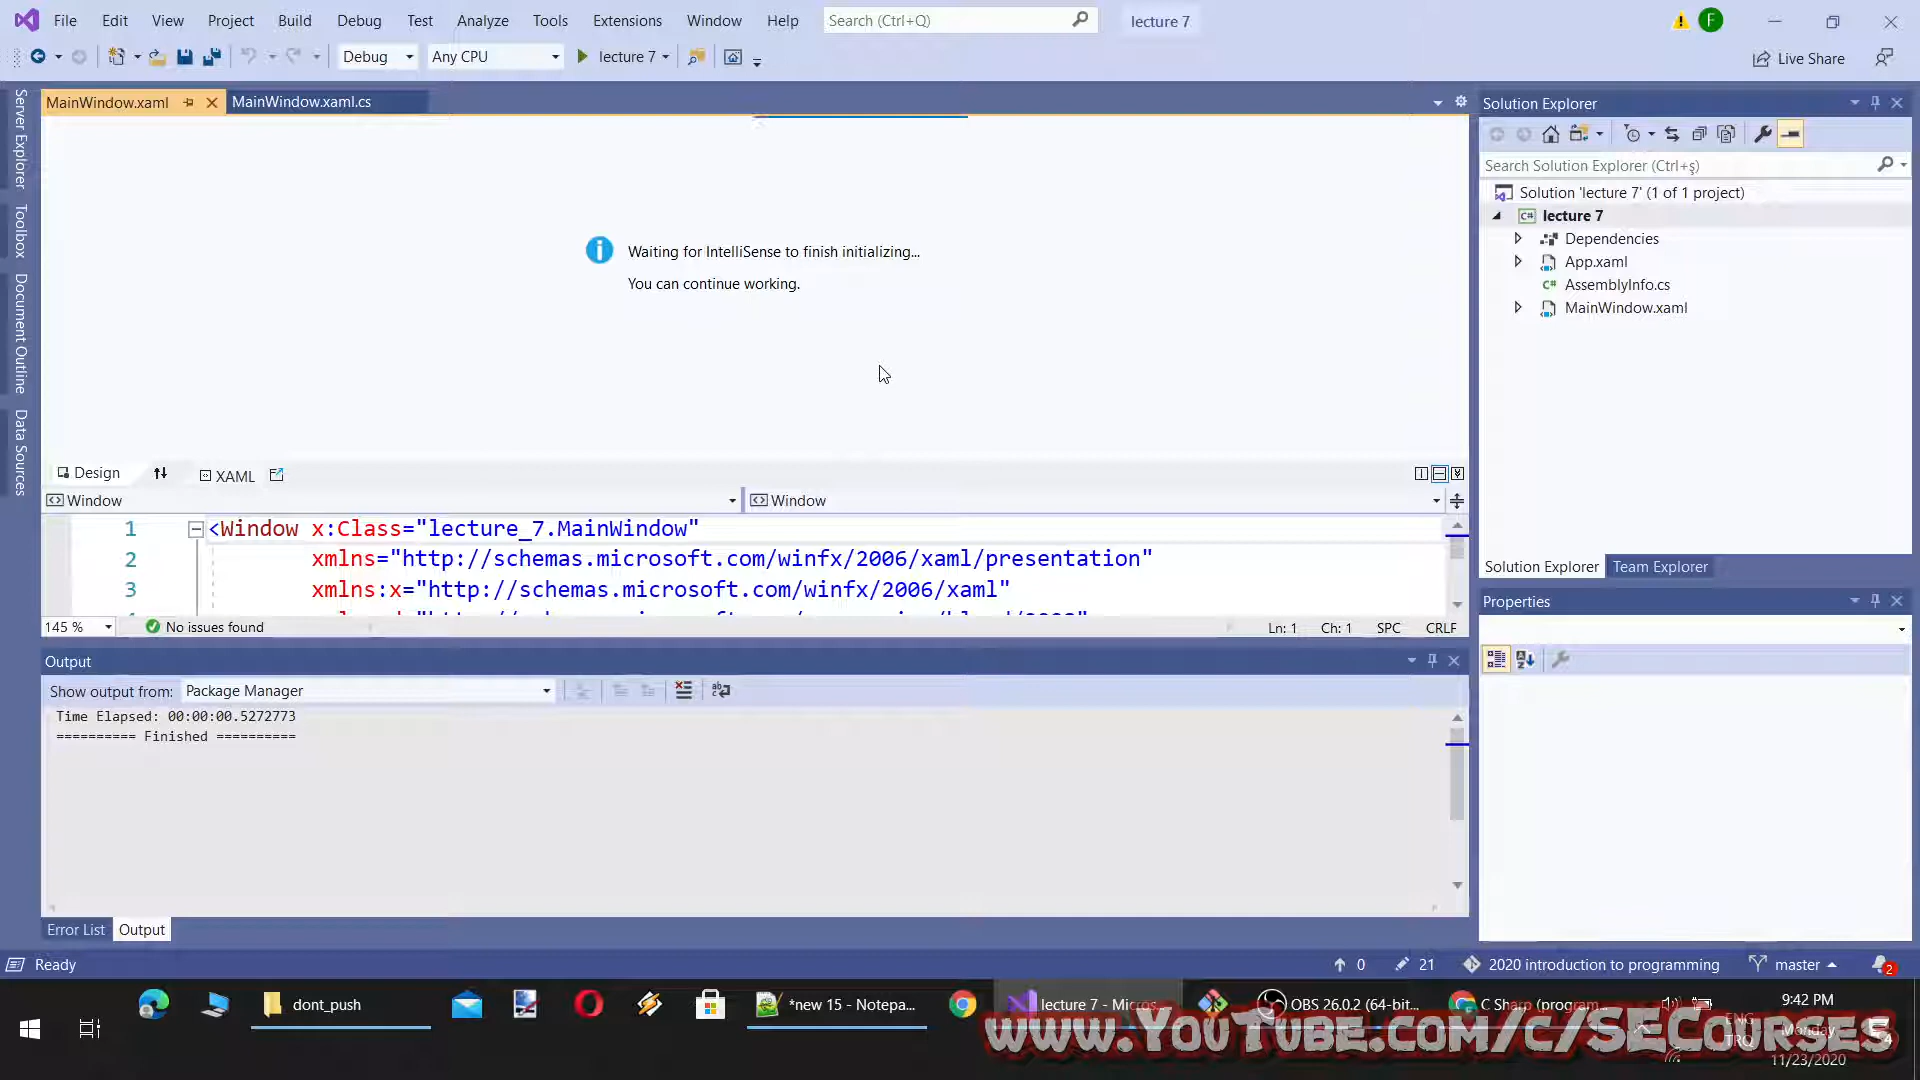 File Edit View Project Build Debug Test Analyze Tools Extensions Window Help Search (Ctrl+Q) lecture 7 F
Debug Any CPU lecture 7 Live Share
MainWindow.xaml MainWindow.xaml.cs
Server Explorer
Toolbox
Document Outline
Data Sources
Waiting for IntelliSense to finish initializing...
You can continue working.
Design XAML
Window Window
1 <Window x:Class="lecture_7.MainWindow"
2 xmlns="http://schemas.microsoft.com/winfx/2006/xaml/presentation"
3 xmlns:x="http://schemas.microsoft.com/winfx/2006/xaml"
145 % No issues found Ln: 1 Ch: 1 SPC CRLF
Output
Show output from: Package Manager
Time Elapsed: 00:00:00.5272773
========== Finished ==========
Error List Output
Solution Explorer
Search Solution Explorer (Ctrl+ş)
Solution 'lecture 7' (1 of 1 project)
C# lecture 7
Dependencies
App.xaml
C# AssemblyInfo.cs
MainWindow.xaml
Solution Explorer Team Explorer
Properties
Ready 0 21 2020 introduction to programming master 2
dont_push *new 15 - Notepa... lecture 7 - Micros... OBS 26.0.2 (64-bit... C Sharp (program...
9:42 PM
ENG
TRQ
Monday
11/23/2020
www.YouTube.com/c/SECourses